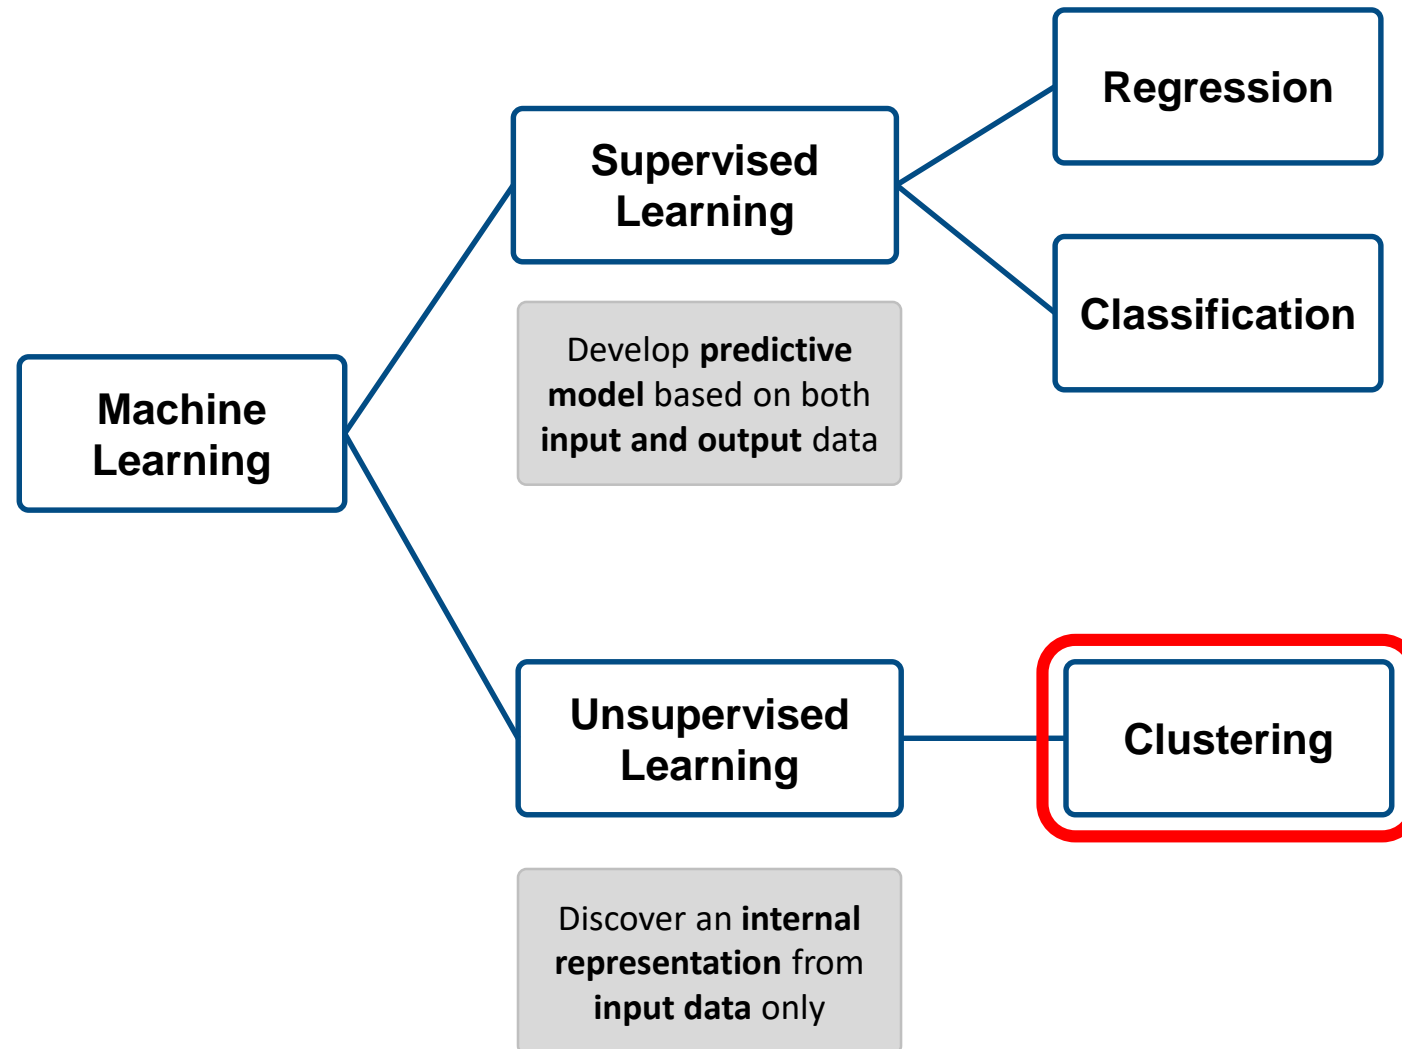 Regression
Supervised
Learning
Classification
Develop predictive
model based on both
input and output data
Machine
Learning
Unsupervised
Learning
Clustering
Discover an internal
representation from
input data only